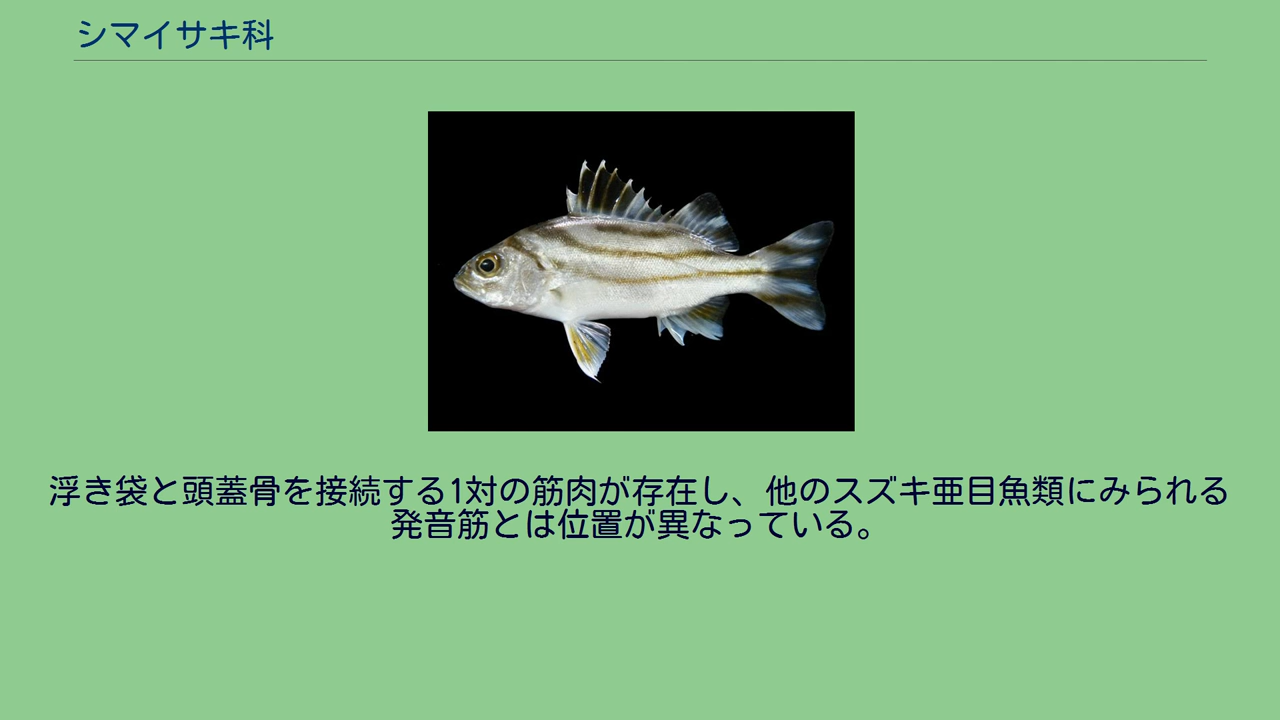 シマイサキ科
浮き袋と頭蓋骨を接続する1対の筋肉が存在し、他のスズキ亜目魚類にみられる
発音筋とは位置が異なっている。